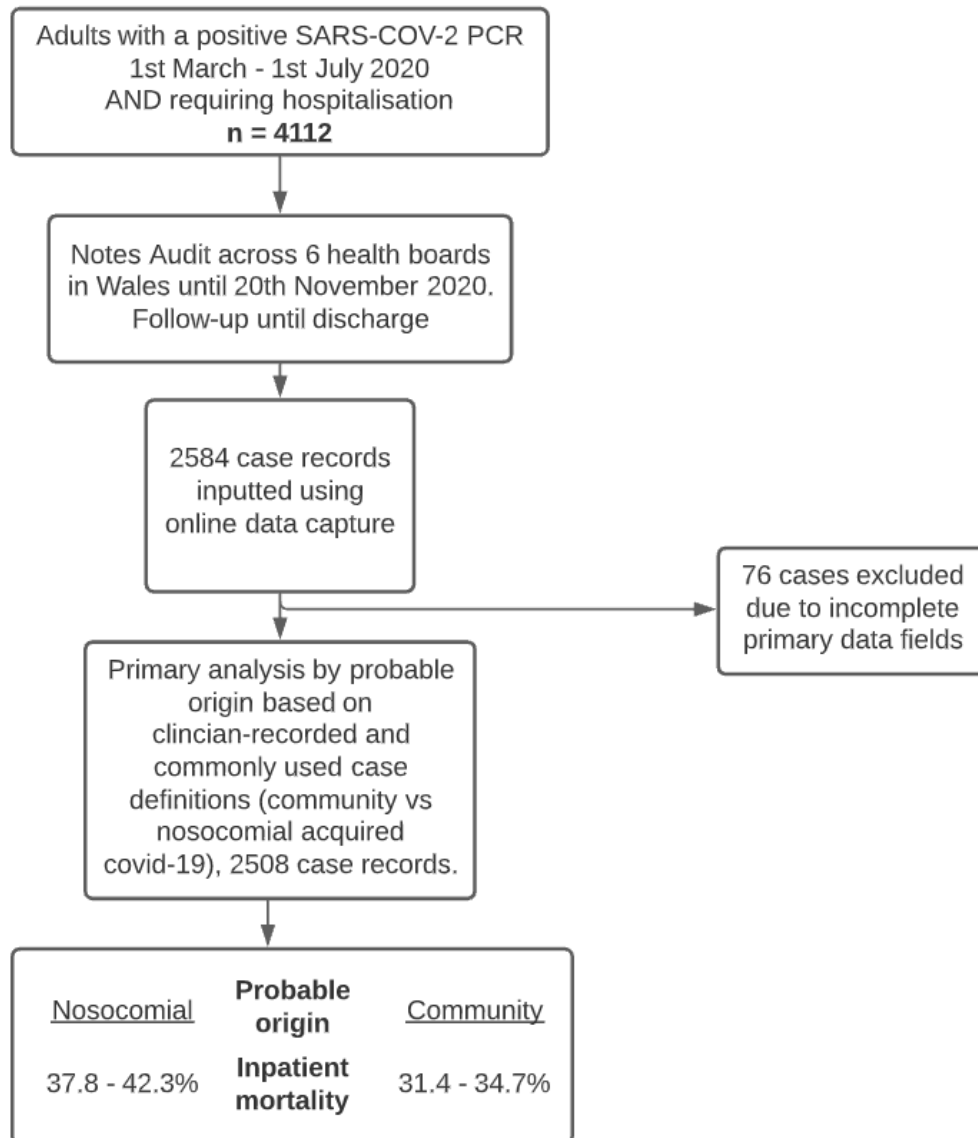 Adults with a positive SARS-COV-2 PCR
1st March - 1st July 2020
AND requiring hospitalisation
n = 4112
Notes Audit across 6 health boards
in Wales until 20th November 2020.
Follow-up until discharge
2584 case records
inputted using
online data capture
76 cases excluded
due to incomplete
primary data fields
Primary analysis by probable
origin based on
clincian-recorded and
commonly used case
definitions (community vs
nosocomial acquired
covid-19), 2508 case records.
Nosocomial
Probable
origin
Community
37.8 - 42.3%
Inpatient
mortality
31.4 - 34.7%